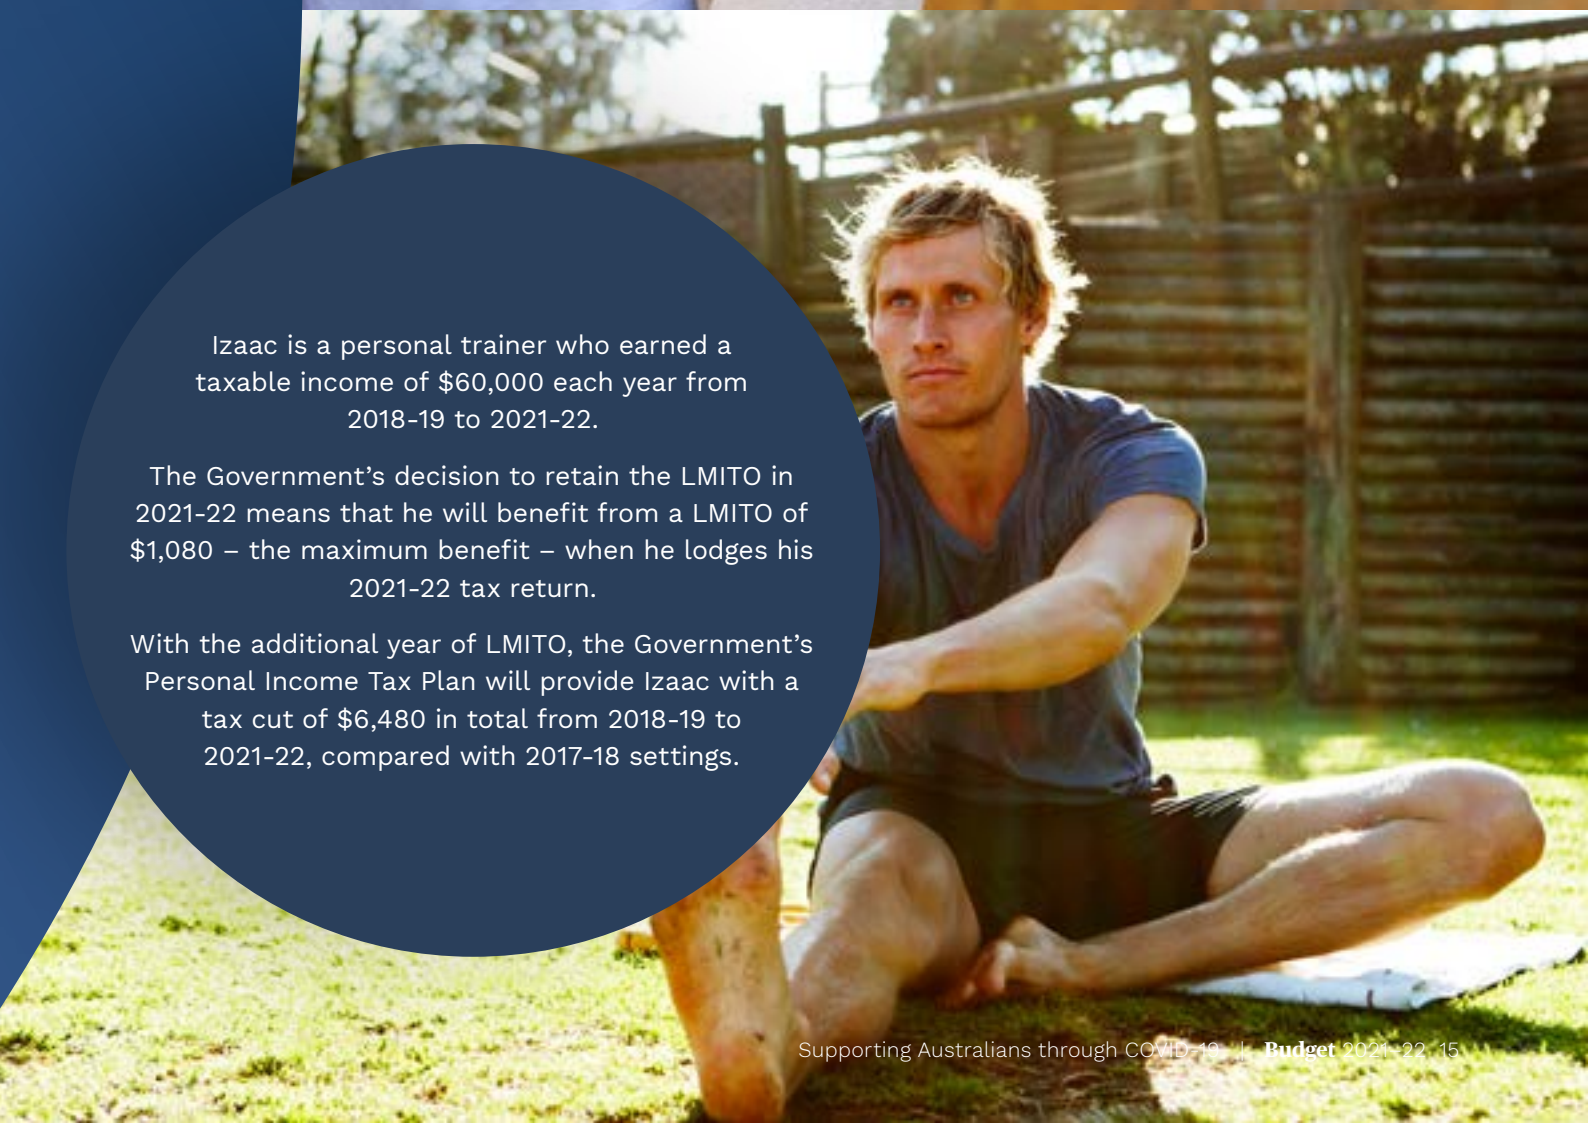 Izaac is a personal trainer who earned a
taxable income of $60,000 each year from
2018-19 to 2021-22.
The Government’s decision to retain the LMITO in
2021-22 means that he will benefit from a LMITO of
$1,080 – the maximum benefit – when he lodges his
2021-22 tax return.
With the additional year of LMITO, the Government’s
Personal Income Tax Plan will provide Izaac with a
tax cut of $6,480 in total from 2018-19 to
2021-22, compared with 2017-18 settings.
Supporting Australians through COVID-19 | Budget 2021-22 15